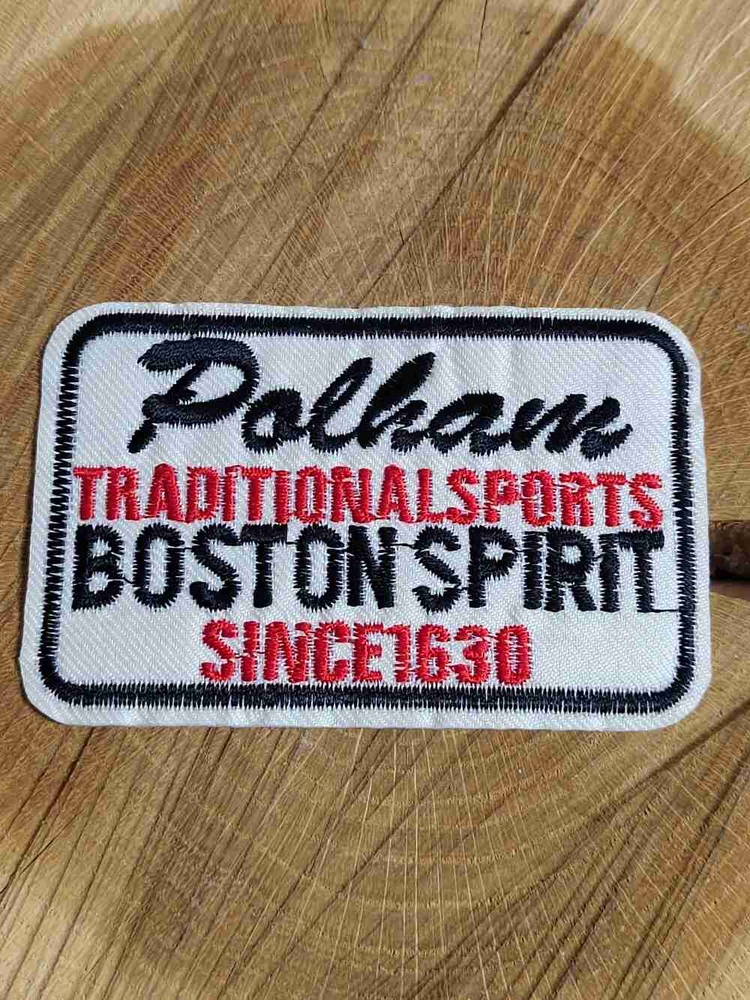 Polham
TRADITIONALSPORTS
BOSTON SPIRIT
SINCE1630